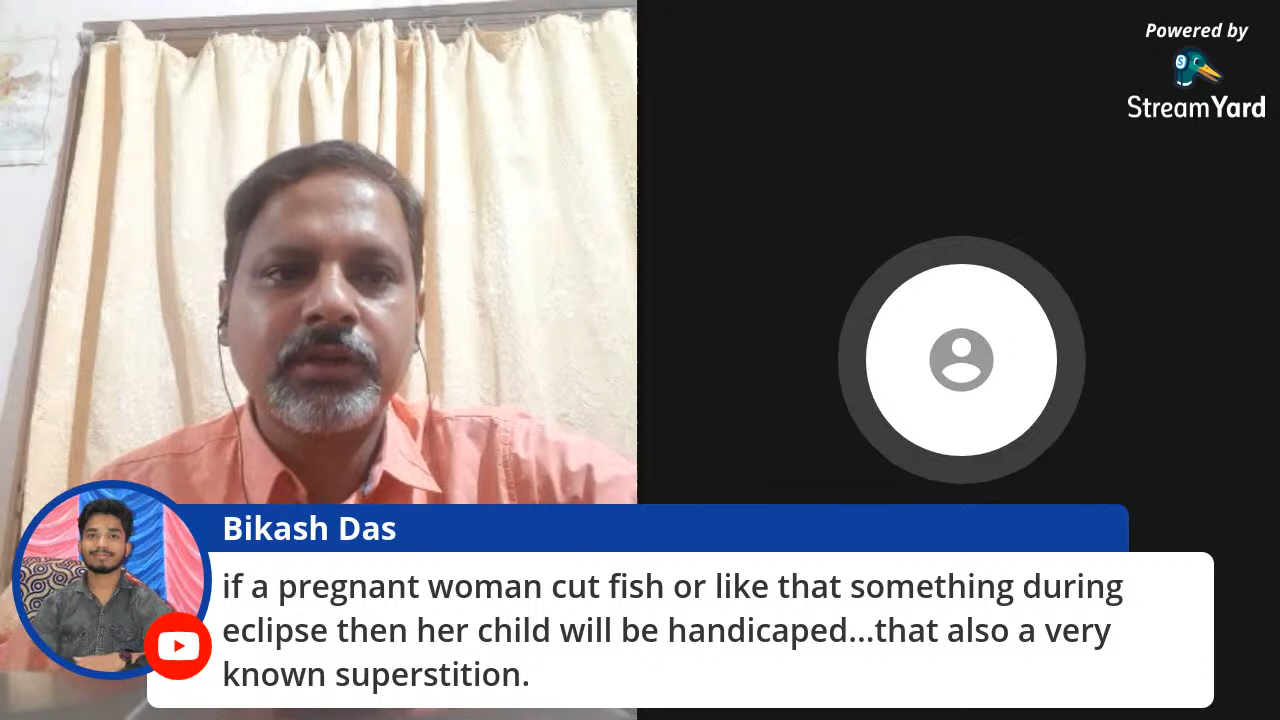 Powered by
StreamYard
Bikash Das
if a pregnant woman cut fish or like that something during
eclipse then her child will be handicaped...that also a very
known superstition.